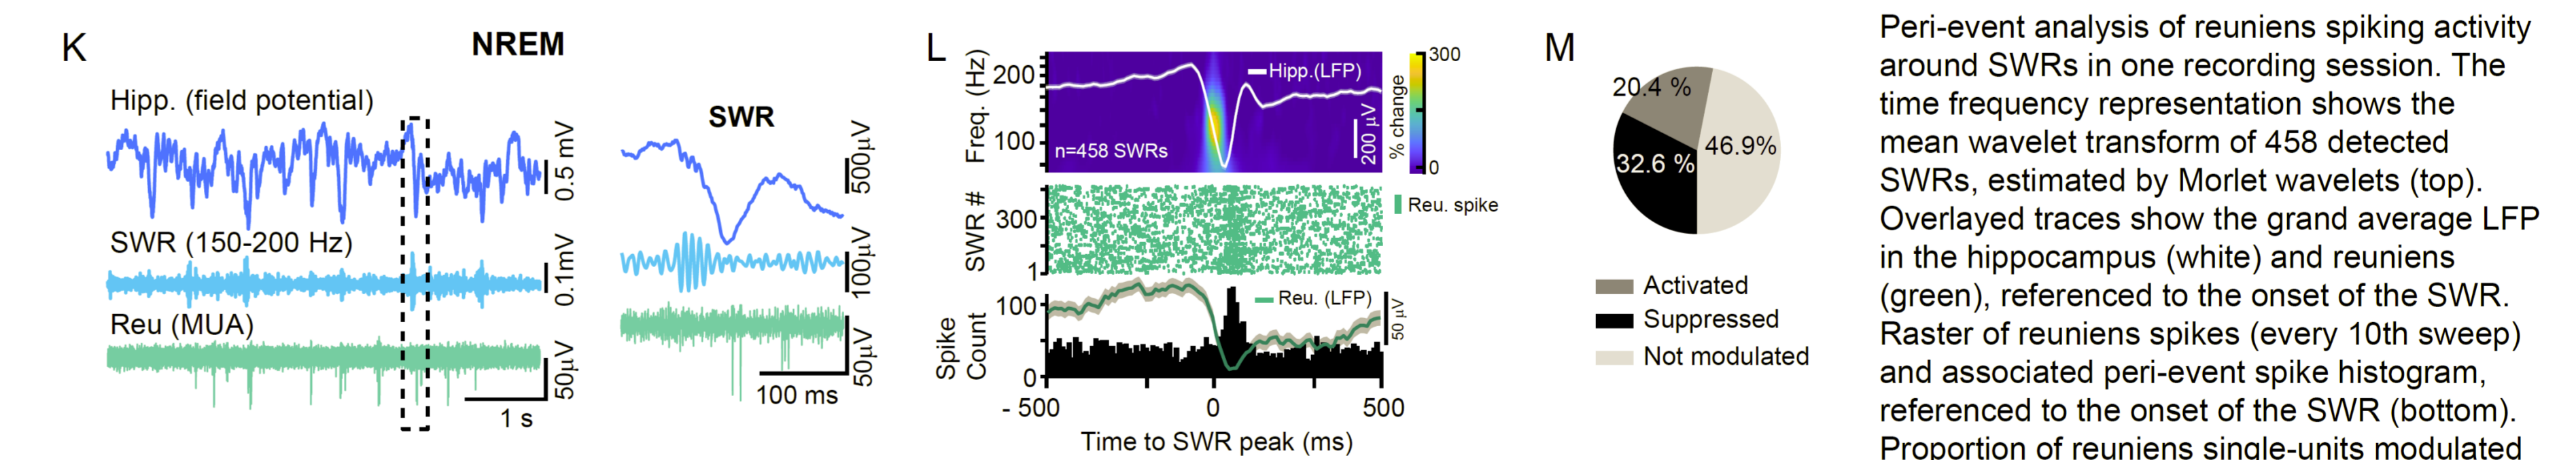 K
NREM
Hipp. (field potential)
0.5 mV
SWR (150-200 Hz)
0.1mV
Reu (MUA)
50µV
1 s
SWR
500µV
100µV
50µV
100 ms
L
Freq. (Hz)
200
100
Hipp.(LFP)
n=458 SWRs
200 µV
% change
300
0
SWR #
300
1
Reu. spike
Spike
Count
100
0
Reu. (LFP)
50 µV
- 500
0
500
Time to SWR peak (ms)
M
20.4 %
46.9%
32.6 %
Activated
Suppressed
Not modulated
Peri-event analysis of reuniens spiking activity
around SWRs in one recording session. The
time frequency representation shows the
mean wavelet transform of 458 detected
SWRs, estimated by Morlet wavelets (top).
Overlayed traces show the grand average LFP
in the hippocampus (white) and reuniens
(green), referenced to the onset of the SWR.
Raster of reuniens spikes (every 10th sweep)
and associated peri-event spike histogram,
referenced to the onset of the SWR (bottom).
Proportion of reuniens single-units modulated